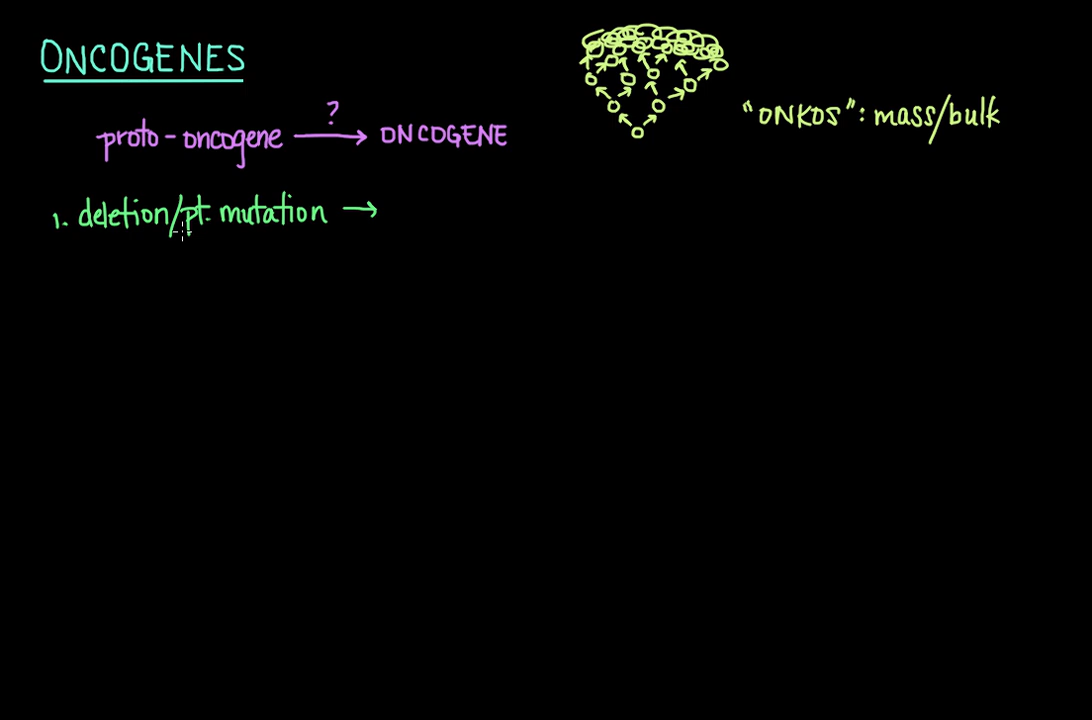 ONCOGENES
proto-oncogene ? → ONCOGENE
"ONKOS": mass/bulk
1. deletion/pt. mutation →